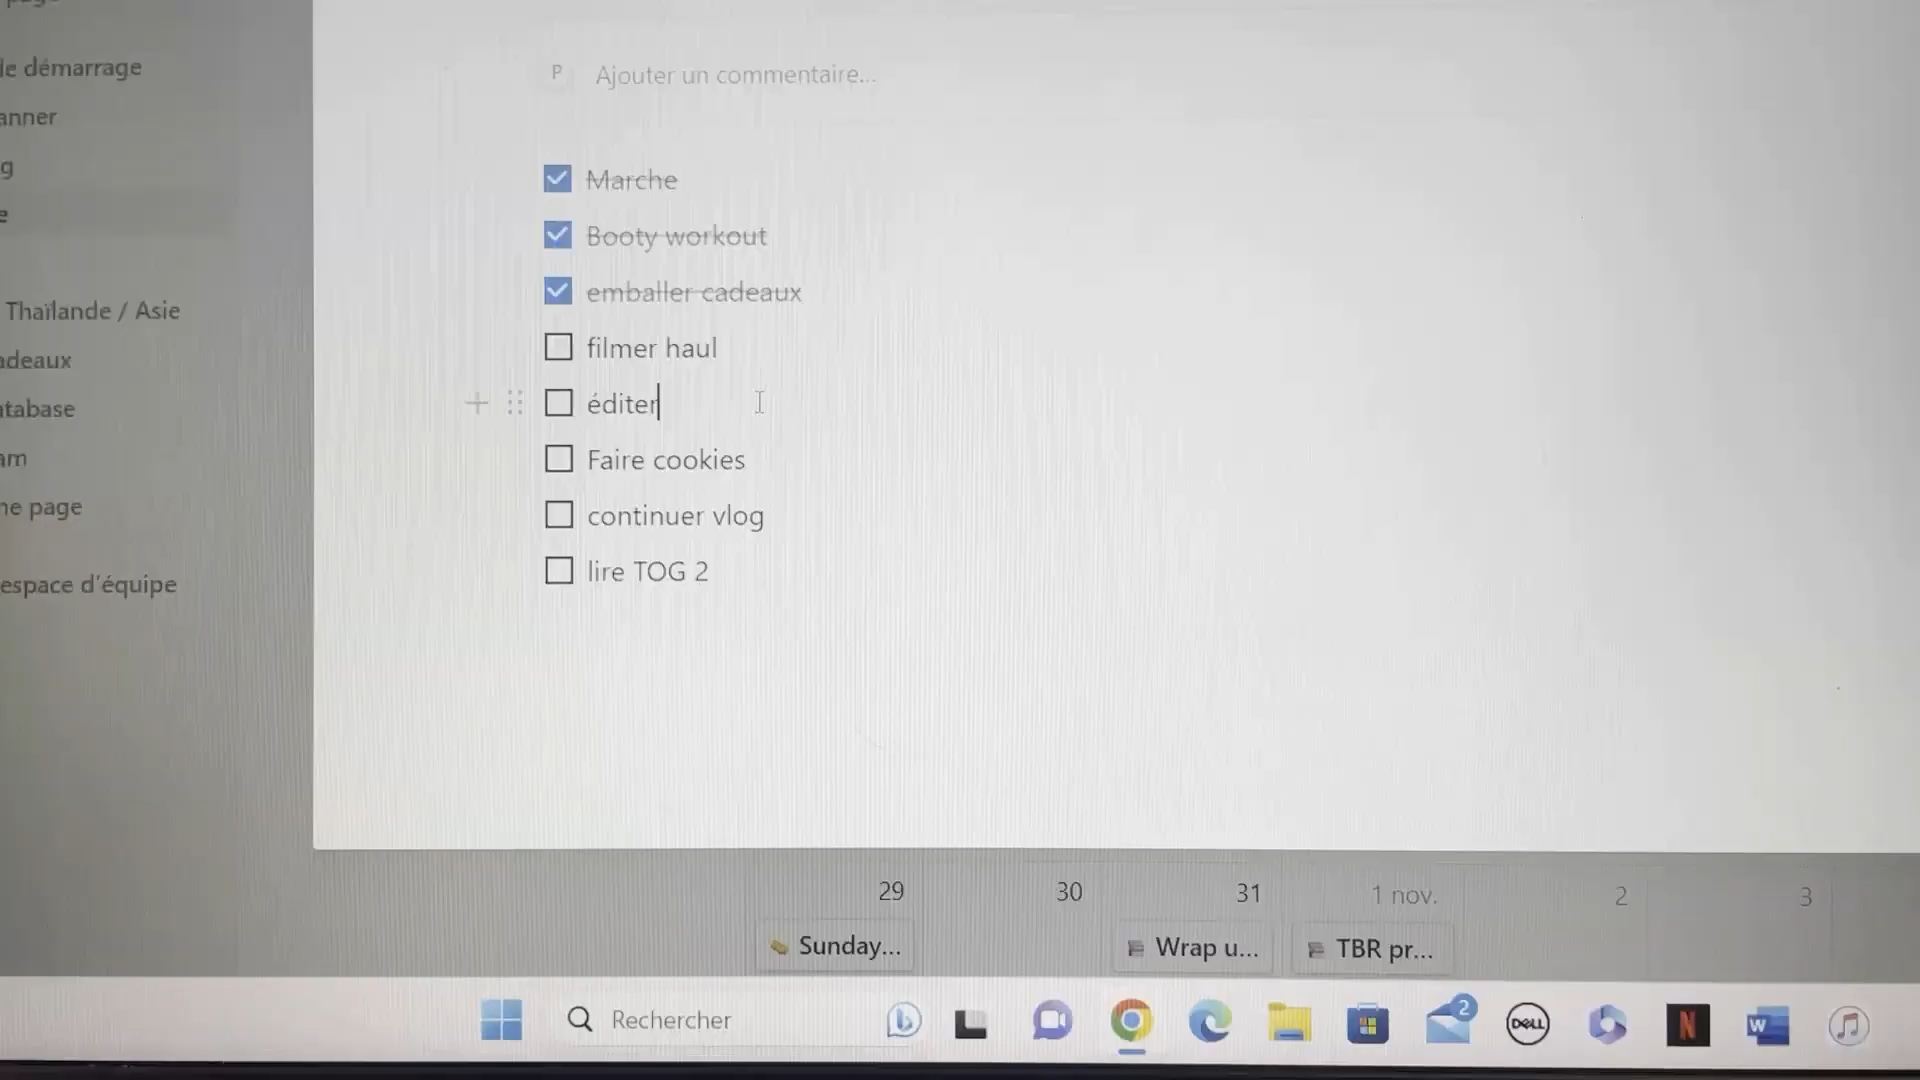 le démarrage
anner
g
e
Thaïlande / Asie
adeaux
atabase
am
ne page
espace d'équipe
P Ajouter un commentaire...
Marche
Booty workout
emballer cadeaux
filmer haul
éditer
Faire cookies
continuer vlog
lire TOG 2
29 30 31 1 nov. 2 3
Sunday... Wrap u... TBR pr...
Rechercher
2
DELL
N
W